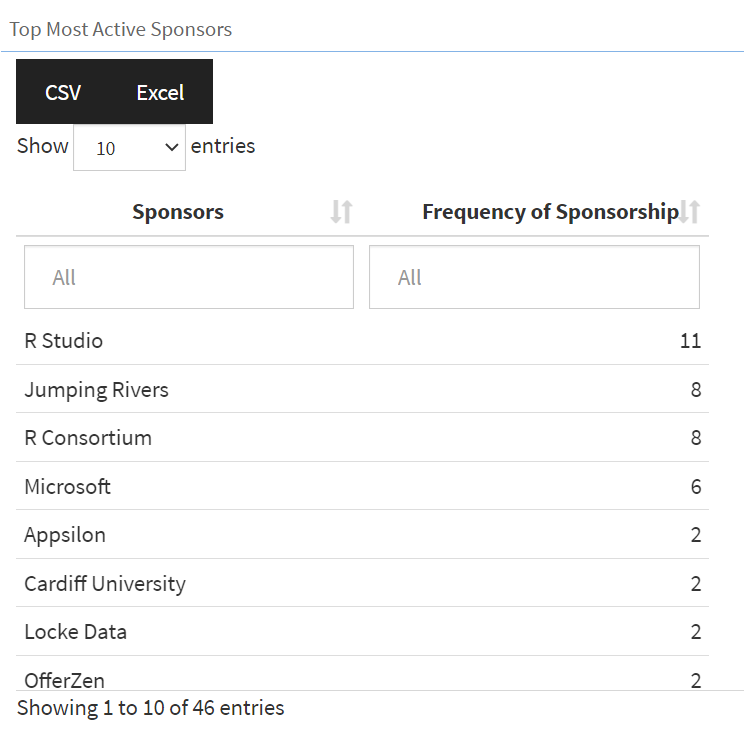 Top Most Active Sponsors
CSV Excel
Show 10 entries
Sponsors Frequency of Sponsorship
All All
R Studio 11
Jumping Rivers 8
R Consortium 8
Microsoft 6
Appsilon 2
Cardiff University 2
Locke Data 2
OfferZen 2
Showing 1 to 10 of 46 entries